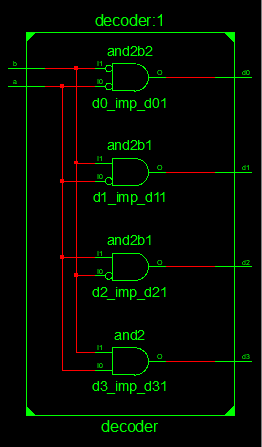 decoder:1
and2b2
b
I1
O
d0
a
I0
d0_imp_d01
and2b1
I1
O
d1
I0
d1_imp_d11
and2b1
I1
O
d2
I0
d2_imp_d21
and2
I1
O
d3
I0
d3_imp_d31
decoder